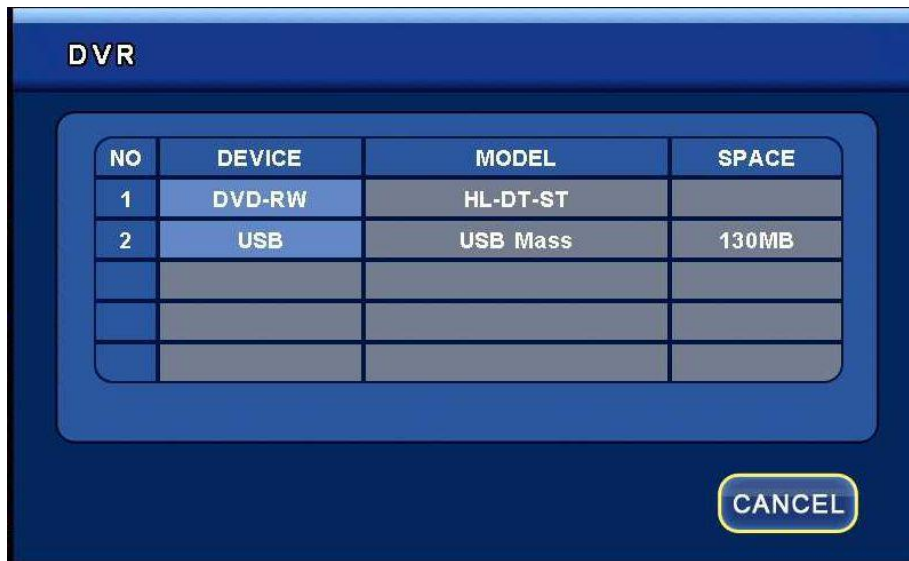 DVR
NO DEVICE MODEL SPACE
1 DVD-RW HL-DT-ST
2 USB USB Mass 130MB
CANCEL